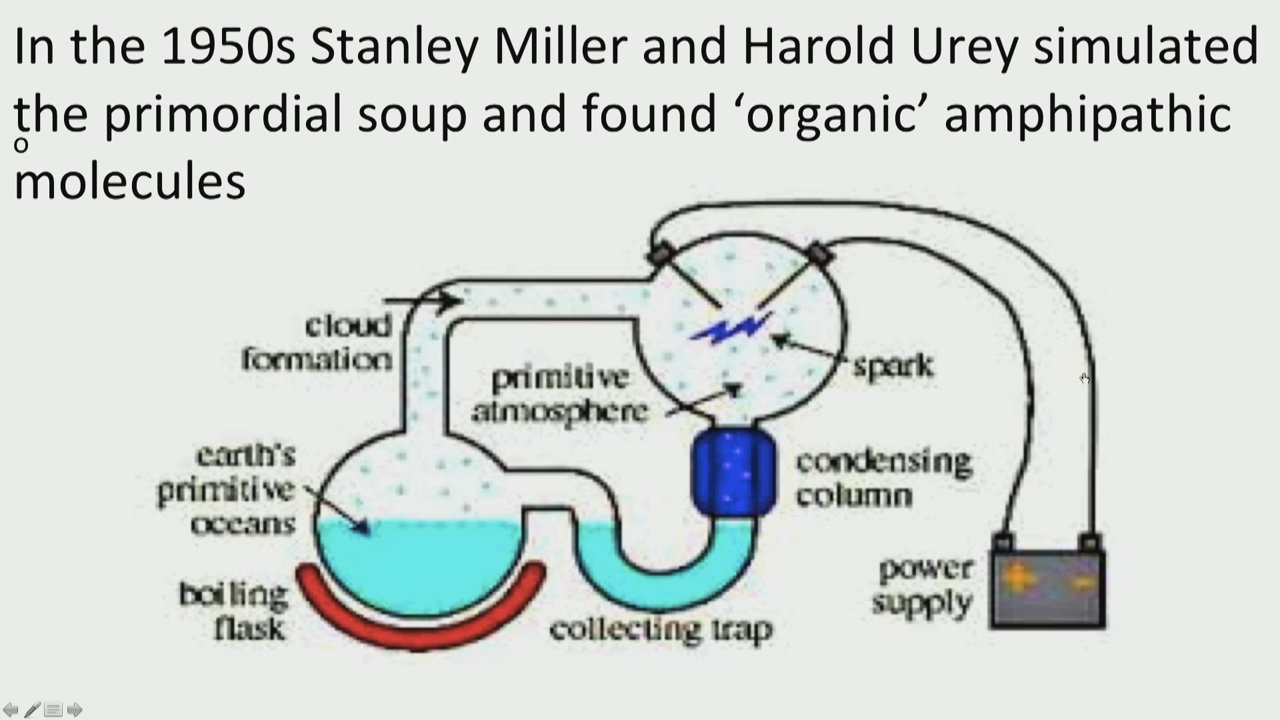 In the 1950s Stanley Miller and Harold Urey simulated
the primordial soup and found ‘organic’ amphipathic
o
molecules
cloud
formation
primitive
atmosphere
spark
earth's
primitive
oceans
condensing
column
boiling
flask
collecting trap
power
supply
+ -